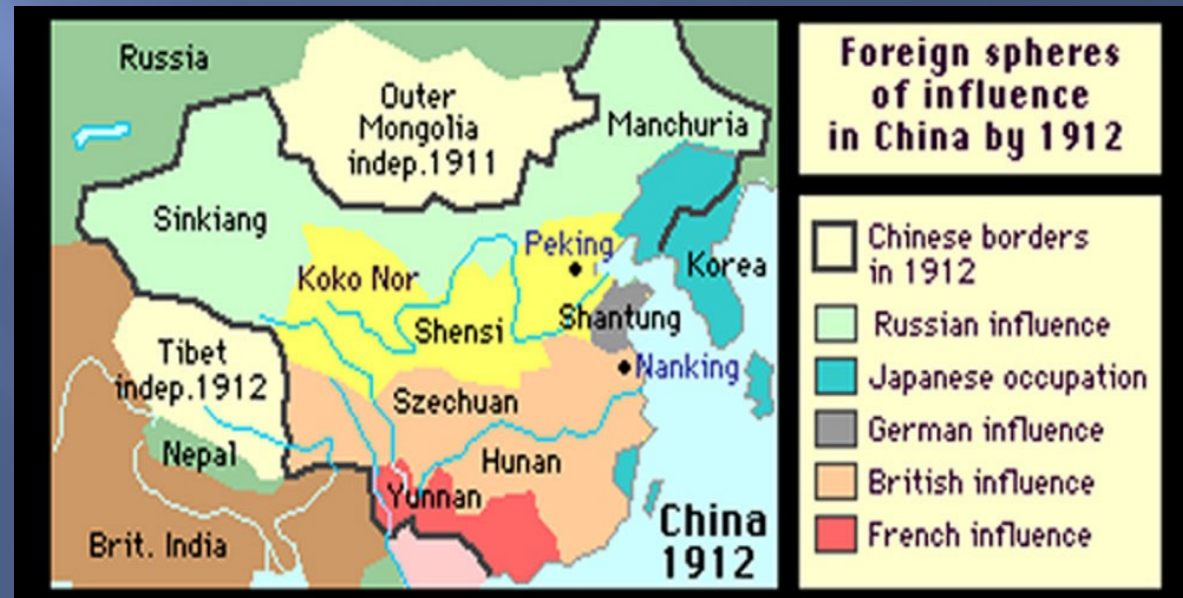 Russia
Outer
Mongolia
indep.1911
Manchuria
Sinkiang
Peking
Koko Nor
Korea
Shensi
Shantung
Tibet
indep.1912
Nanking
Szechuan
Nepal
Hunan
Yunnan
Brit. India
China
1912
Foreign spheres
of influence
in China by 1912
Chinese borders
in 1912
Russian influence
Japanese occupation
German influence
British influence
French influence